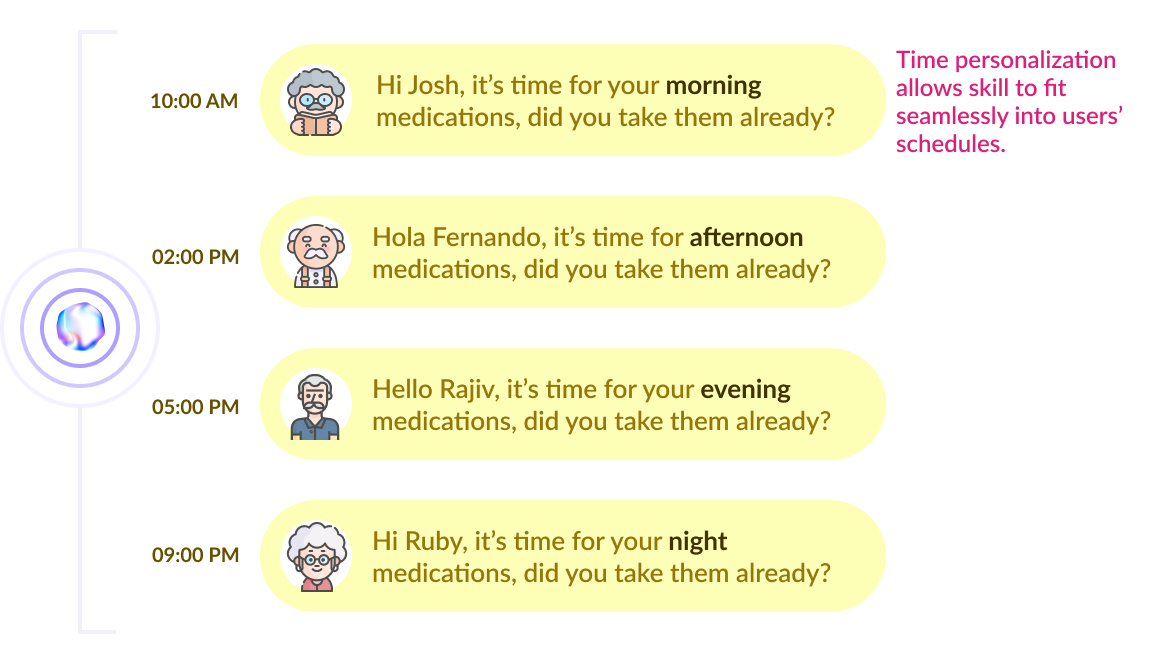 10:00 AM
Hi Josh, it’s time for your morning
medications, did you take them already?
Time personalization
allows skill to fit
seamlessly into users’
schedules.
02:00 PM
Hola Fernando, it’s time for afternoon
medications, did you take them already?
05:00 PM
Hello Rajiv, it’s time for your evening
medications, did you take them already?
09:00 PM
Hi Ruby, it’s time for your night
medications, did you take them already?